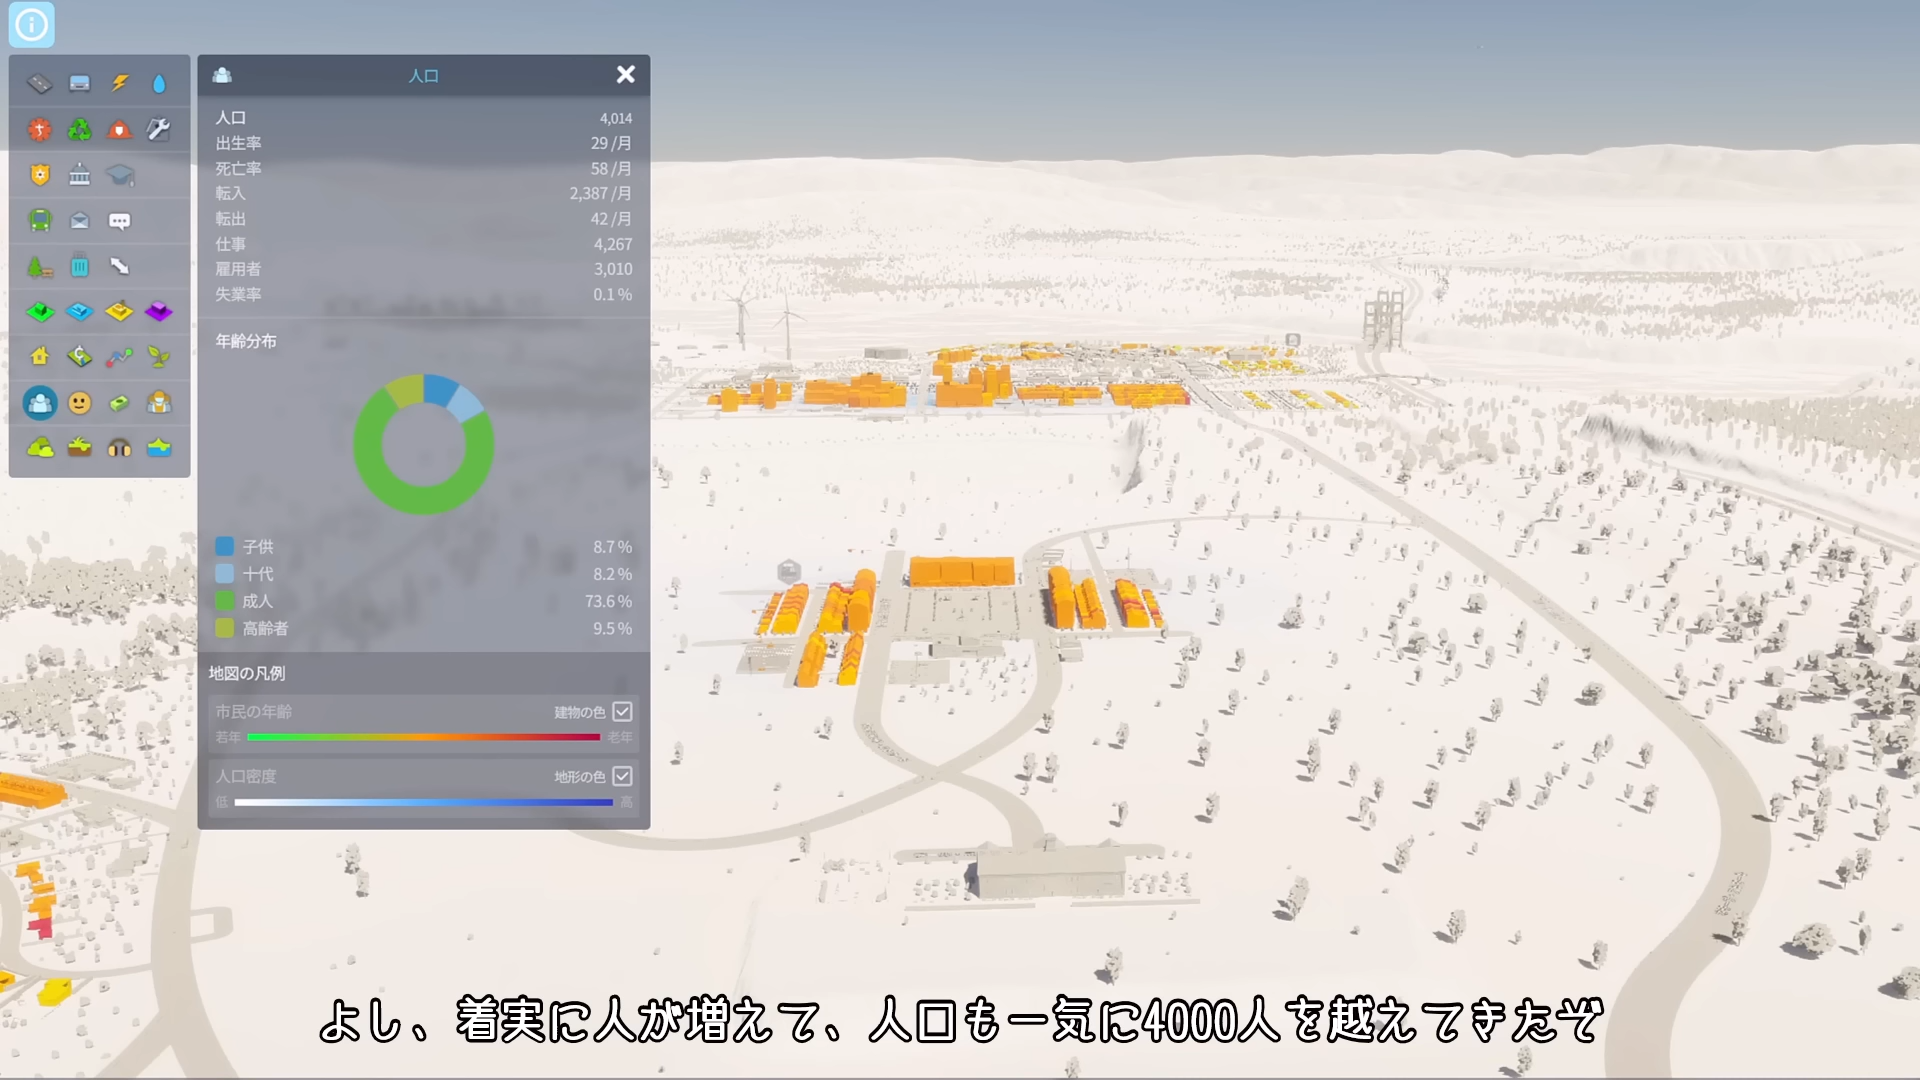 人口
人口 4,014
出生率 29 /月
死亡率 58 /月
転入 2,387 /月
転出 42 /月
仕事 4,267
雇用者 3,010
失業率 0.1 %
年齢分布
子供 8.7 %
十代 8.2 %
成人 73.6 %
高齢者 9.5 %
地図の凡例
市民の年齢 建物の色
若年 老年
人口密度 地形の色
低 高
よし、着実に人が増えて、人口も一気に4000人を越えてきたぞ